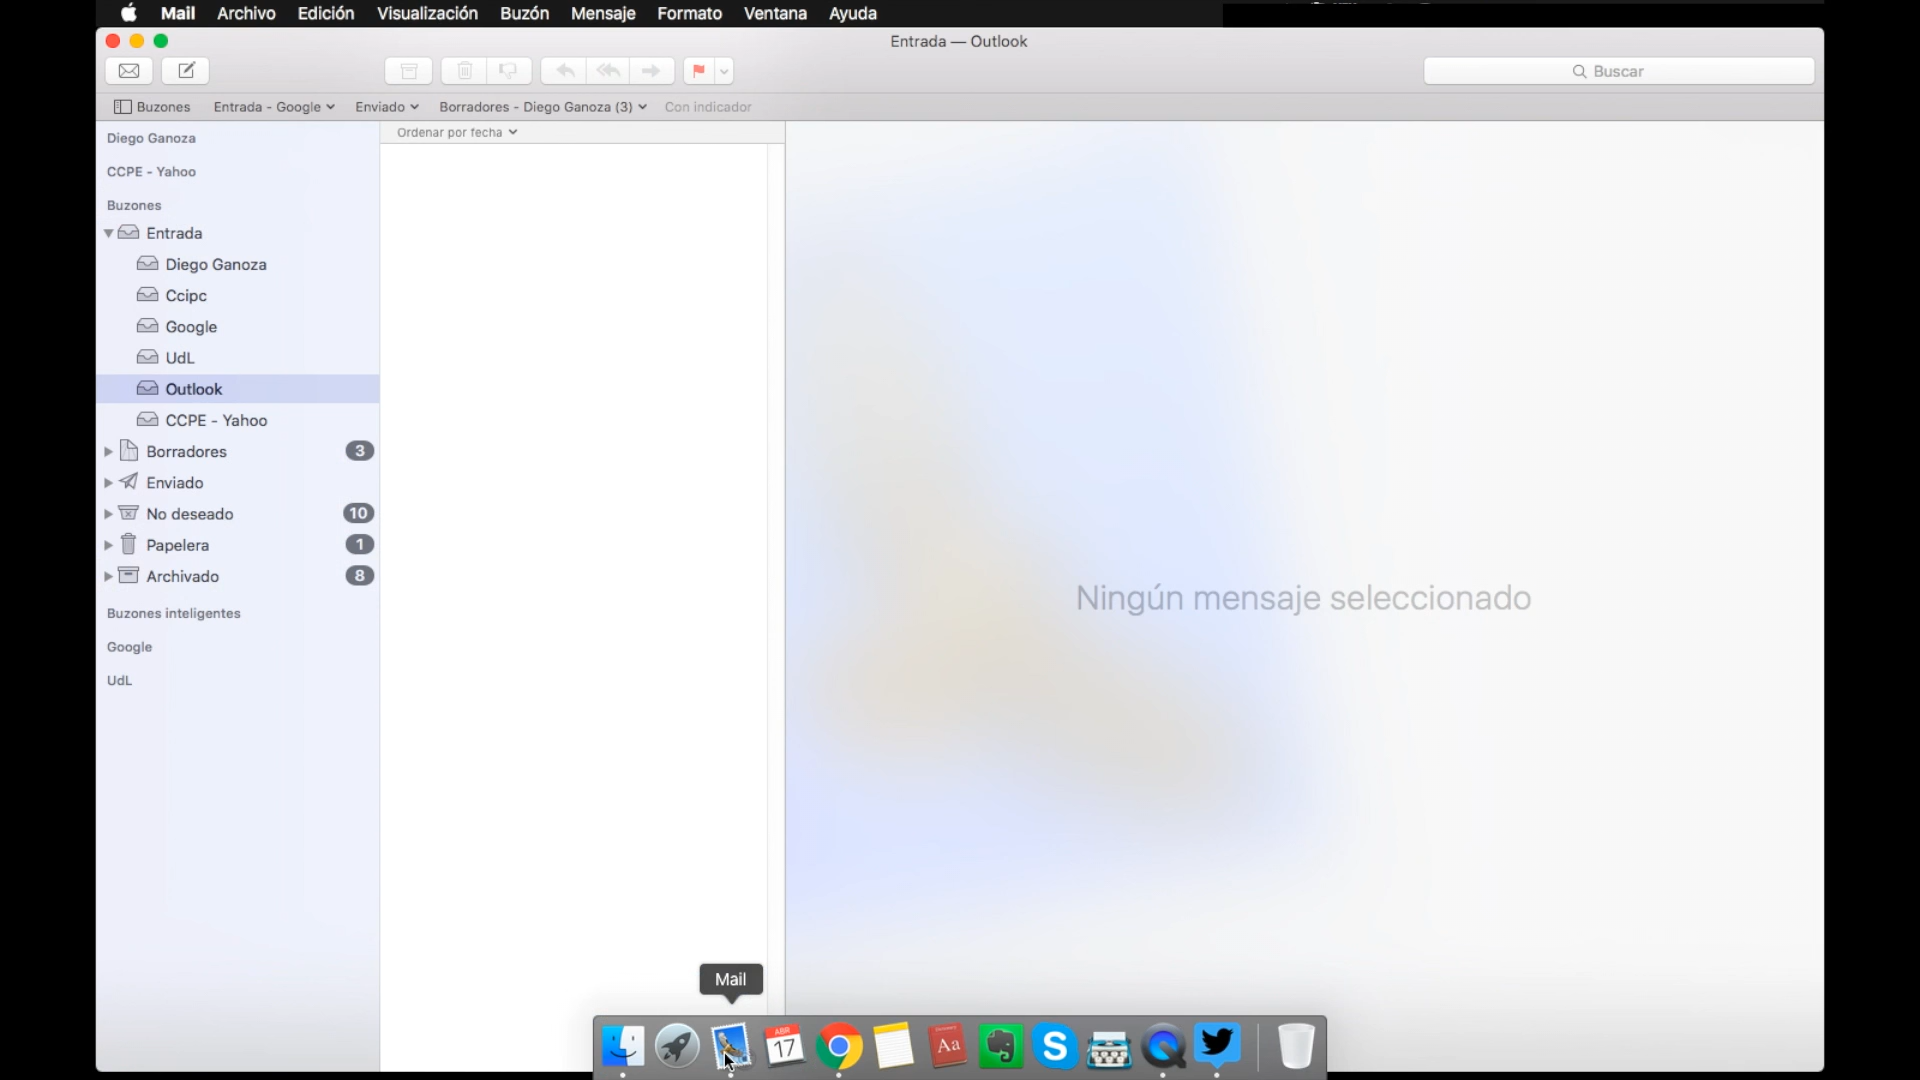 Mail Archivo Edición Visualización Buzón Mensaje Formato Ventana Ayuda
Entrada — Outlook
Buscar
Buzones Entrada - Google Enviado Borradores - Diego Ganoza (3) Con indicador
Ordenar por fecha
Diego Ganoza
CCPE - Yahoo
Buzones
Entrada
Diego Ganoza
Ccipc
Google
UdL
Outlook
CCPE - Yahoo
Borradores 3
Enviado
No deseado 10
Papelera 1
Archivado 8
Buzones inteligentes
Google
UdL
Ningún mensaje seleccionado
Mail
ABR
17
Aa
S